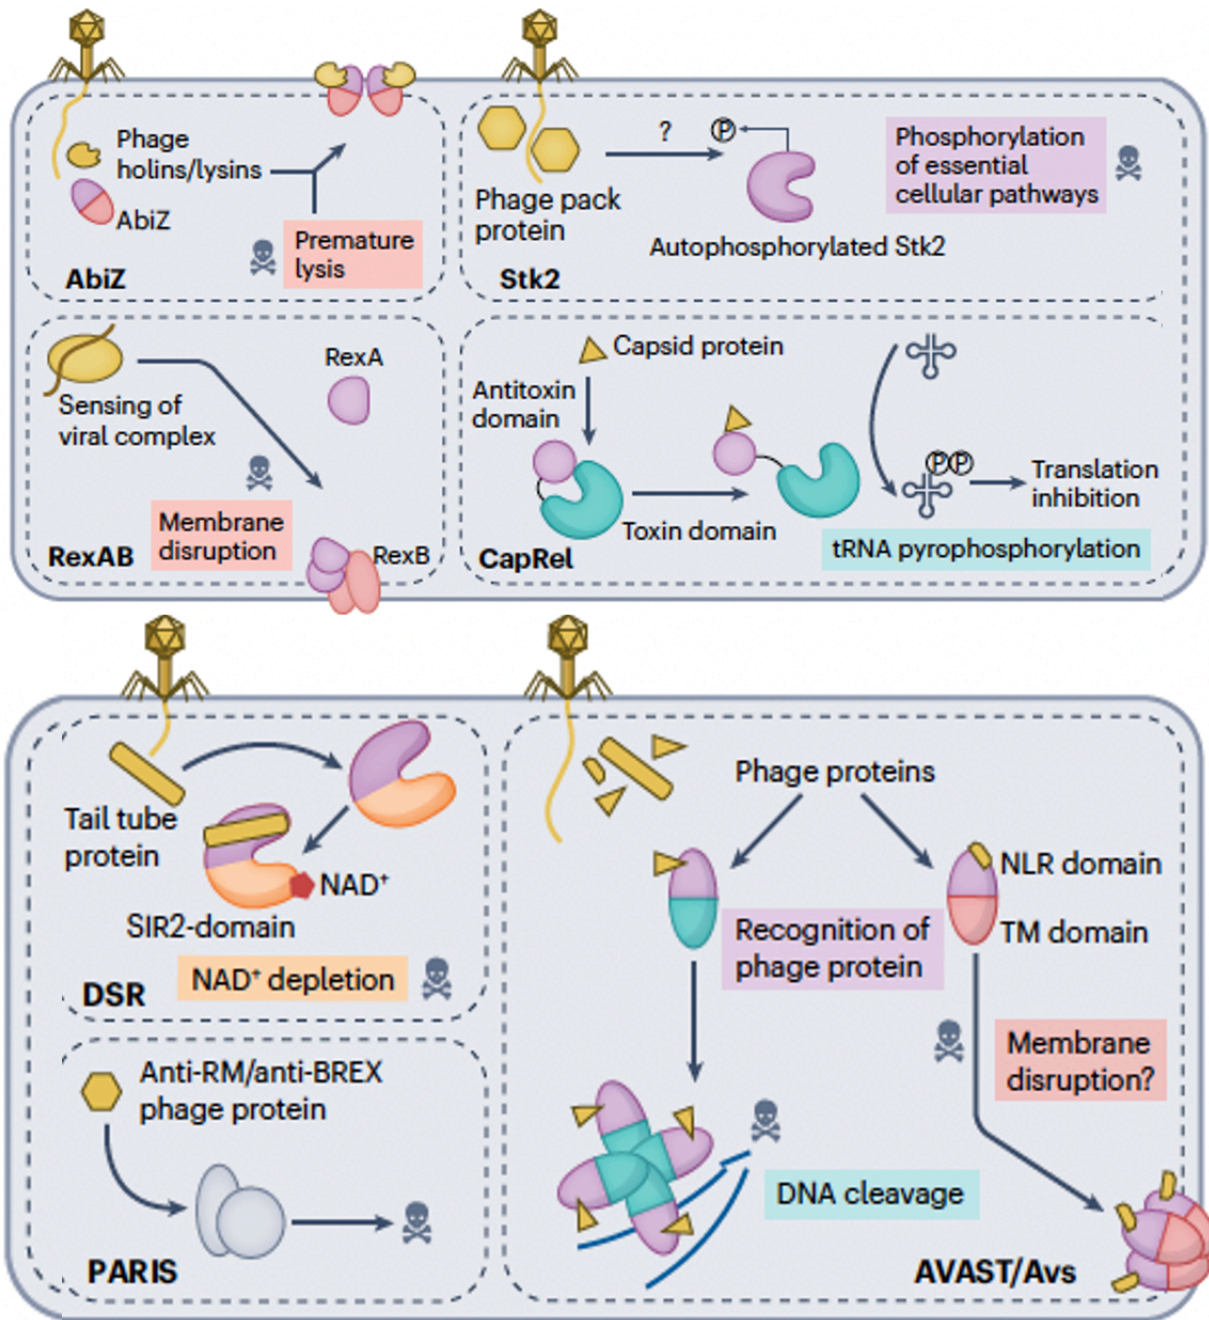 Phage
holins/lysins
AbiZ
Premature
lysis
AbiZ
?
P
Phage pack
protein
Autophosphorylated Stk2
Phosphorylation
of essential
cellular pathways
Stk2
Sensing of
viral complex
RexA
Membrane
disruption
RexB
RexAB
Capsid protein
Antitoxin
domain
Toxin domain
PP
Translation
inhibition
tRNA pyrophosphorylation
CapRel
Tail tube
protein
NAD⁺
SIR2-domain
NAD⁺ depletion
DSR
Anti-RM/anti-BREX
phage protein
PARIS
Phage proteins
NLR domain
TM domain
Recognition of
phage protein
Membrane
disruption?
DNA cleavage
AVAST/Avs